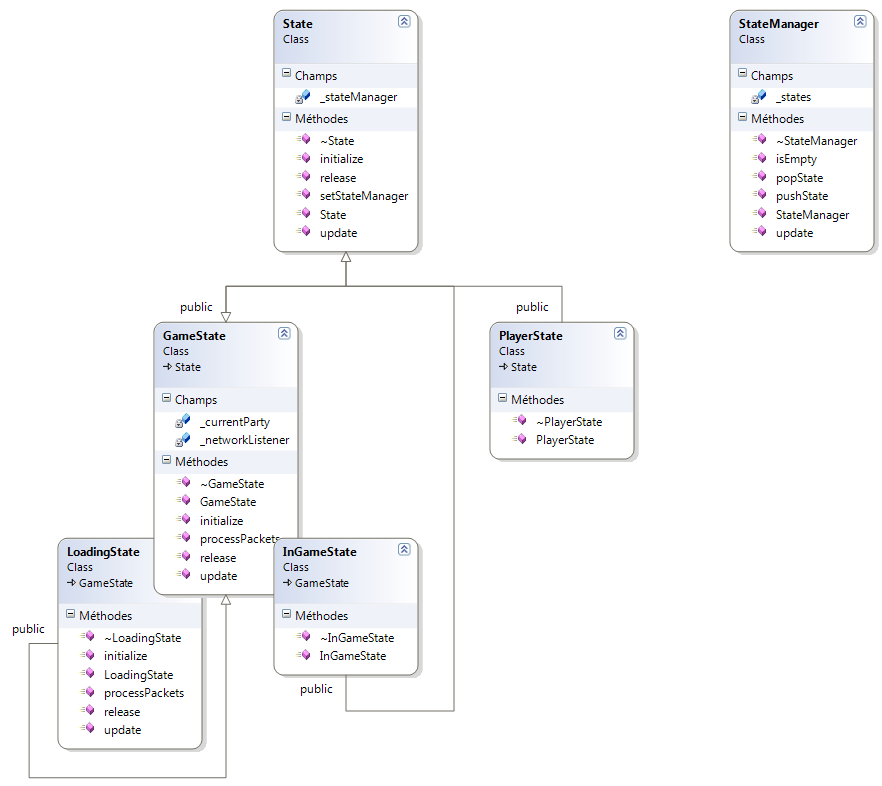 State
Class
Champs
_stateManager
Méthodes
~State
initialize
release
setStateManager
State
update
StateManager
Class
Champs
_states
Méthodes
~StateManager
isEmpty
popState
pushState
StateManager
update
public
GameState
Class
State
Champs
_currentParty
_networkListener
Méthodes
~GameState
GameState
initialize
processPackets
release
update
public
PlayerState
Class
State
Méthodes
~PlayerState
PlayerState
public
LoadingState
Class
GameState
Méthodes
~LoadingState
initialize
LoadingState
processPackets
release
update
InGameState
Class
GameState
Méthodes
~InGameState
InGameState
public